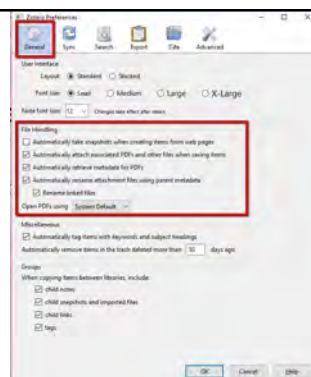 Zotero Preferences
General Sync Search Export Cite Advanced
User Interface
Layout: Standard Stacked
Font size: Medium Large X-Large
Note font size: 12 Changes take effect after
File Handling
Automatically take snapshots when creating items from web pages
Automatically attach associated PDFs and other files when saving items
Automatically retrieve metadata for PDFs
Automatically rename attachment files using parent metadata
Rename linked files
Open PDFs using System Default
Miscellaneous
Automatically tag items with keywords and subject headings
Automatically remove items in the trash deleted more than 30 days ago
Groups
When copying items between libraries, include:
child notes
child snapshots and imported files
child links
tags
OK Cancel Help